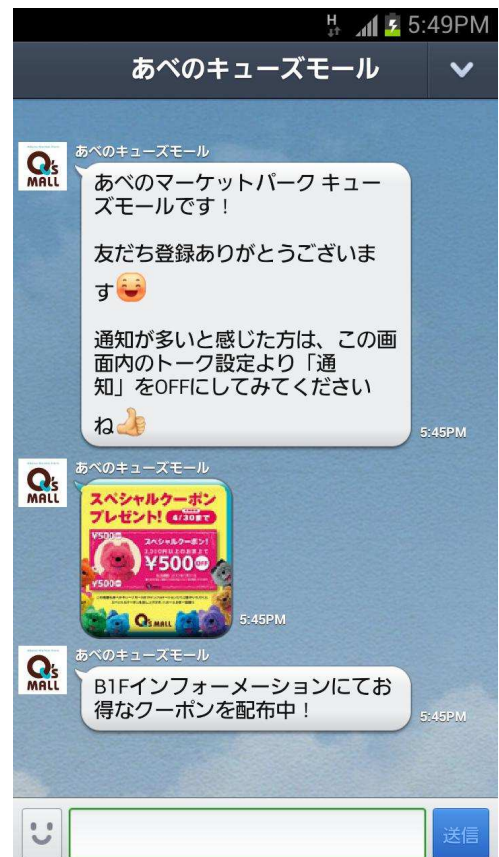 H
5:49PM
あべのキューズモール
あべのキューズモール
Q's
MALL
あべのマーケットパーク キュー
ズモールです！
友だち登録ありがとうございま
す
通知が多いと感じた方は、この画
面内のトーク設定より「通
知」をOFFにしてみてください
ね
5:45PM
あべのキューズモール
Q's
MALL
スペシャルクーポン
プレゼント!
4/30まで
¥500
スペシャルクーポン!
¥500 OFF
¥500
Q's MALL
5:45PM
あべのキューズモール
Q's
MALL
B1Fインフォーメーションにてお
得なクーポンを配布中！
5:45PM
送信